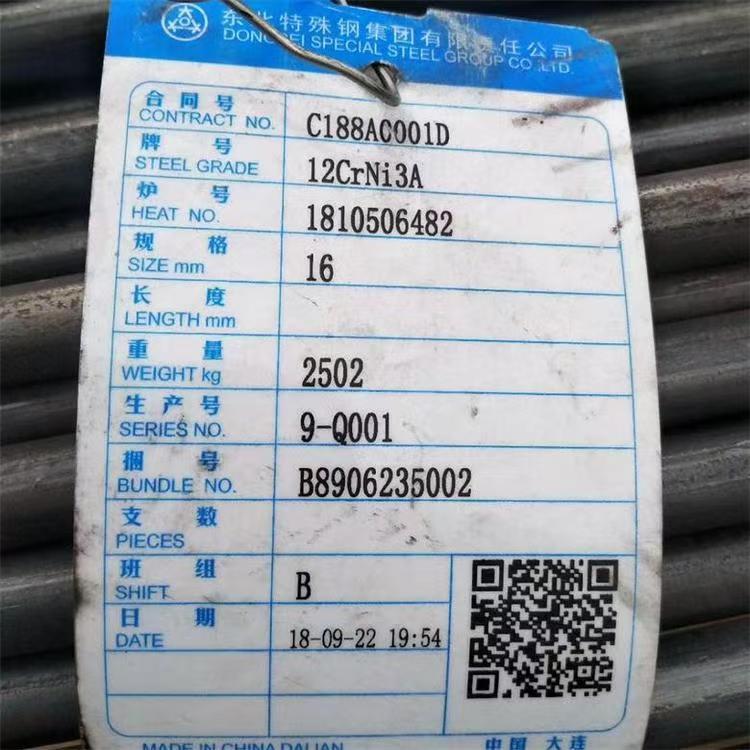 东北特殊钢集团有限责任公司
DONGBEI SPECIAL STEEL GROUP CO.,LTD.
合同号
CONTRACT NO. C188AC001D
牌号
STEEL GRADE 12CrNi3A
炉号
HEAT NO. 1810506482
规格
SIZE mm 16
长度
LENGTH mm
重量
WEIGHT kg 2502
生产号
SERIES NO. 9-Q001
捆号
BUNDLE NO. B8906235002
支数
PIECES
班组
SHIFT B
日期
DATE 18-09-22 19:54
MADE IN CHINA DALIAN
中国 大连